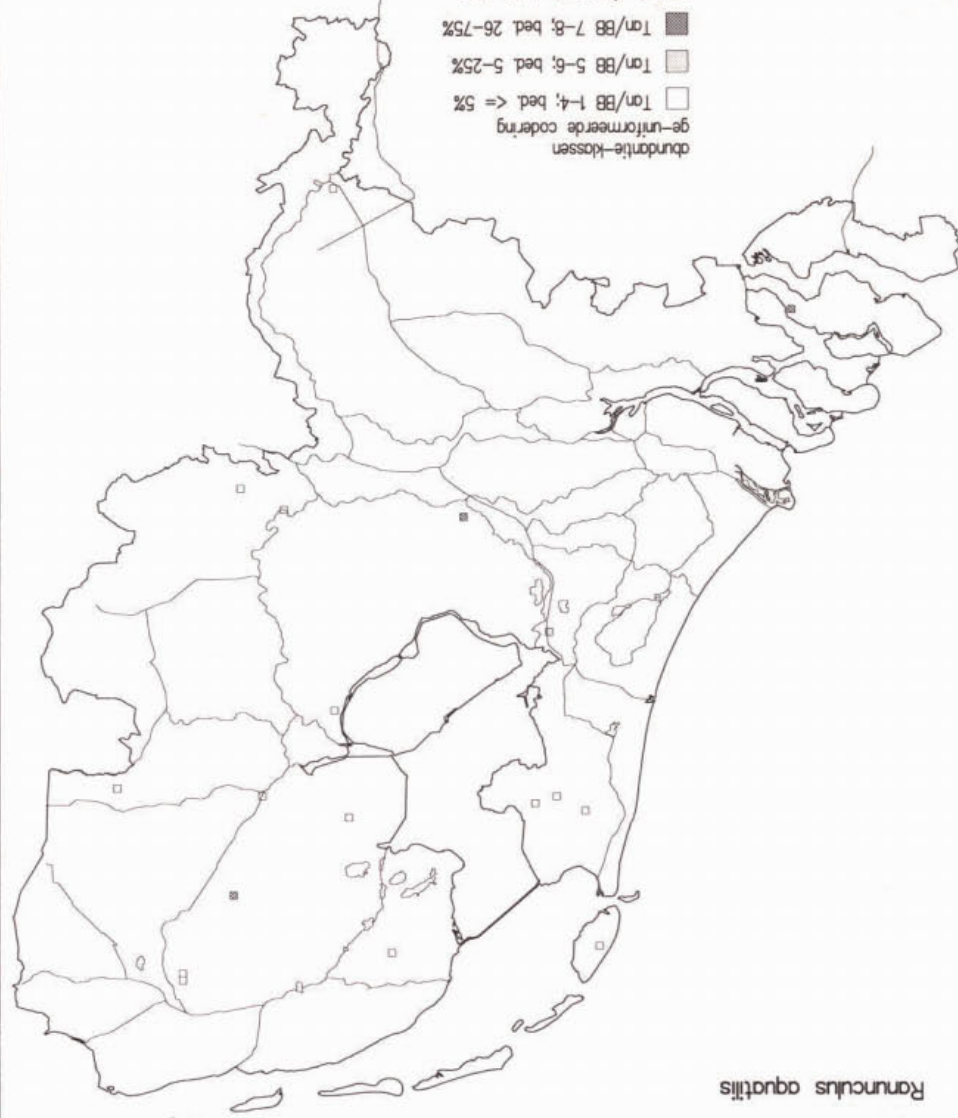 Ranunculus aquatilis
abundantie-klassen
ge-uniformeerde codering
Tan/BB 1-4; bed. <= 5%
Tan/BB 5-6; bed. 5-25%
Tan/BB 7-8; bed. 26-75%